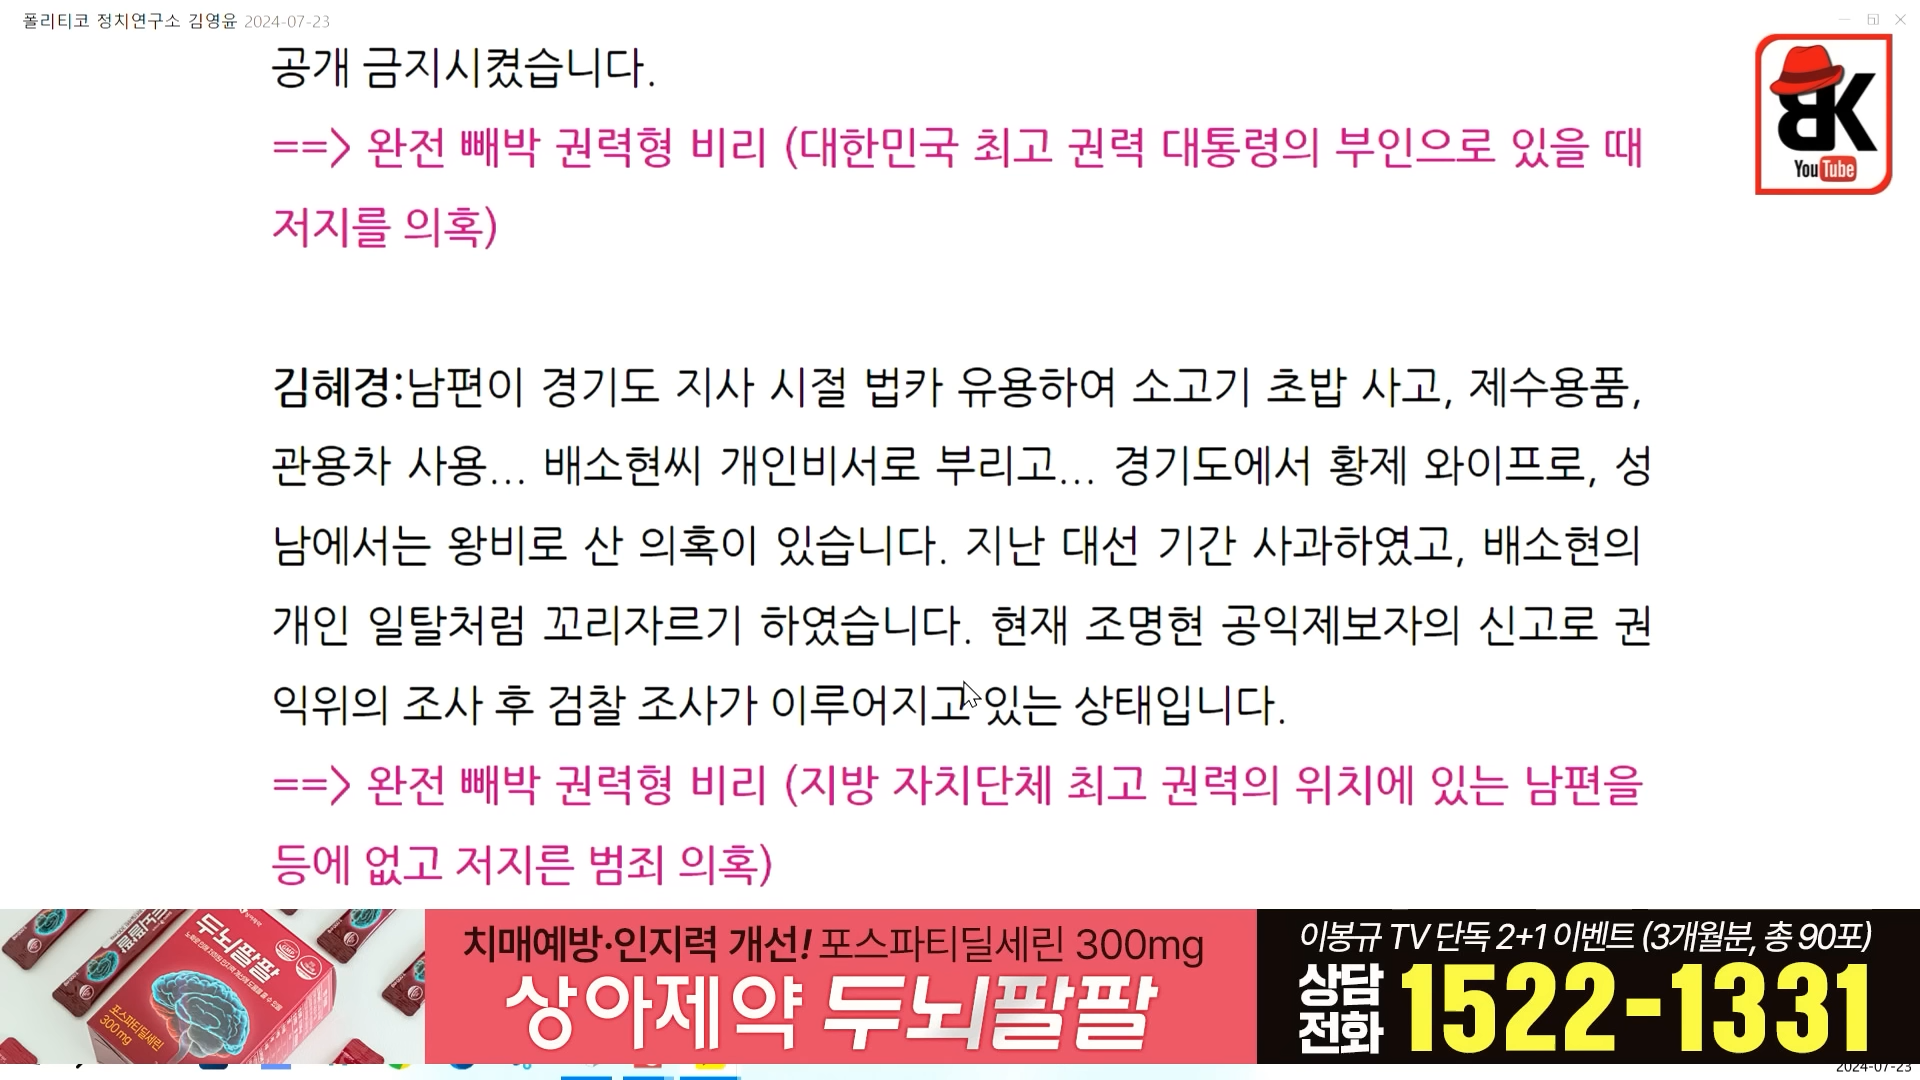 폴리티코 정치연구소 김영윤 2024-07-23
공개 금지시켰습니다.
==> 완전 빼박 권력형 비리 (대한민국 최고 권력 대통령의 부인으로 있을 때
저지를 의혹)
BK
YouTube
김혜경:남편이 경기도 지사 시절 법카 유용하여 소고기 초밥 사고, 제수용품,
관용차 사용... 배소현씨 개인비서로 부리고... 경기도에서 황제 와이프로, 성
남에서는 왕비로 산 의혹이 있습니다. 지난 대선 기간 사과하였고, 배소현의
개인 일탈처럼 꼬리자르기 하였습니다. 현재 조명현 공익제보자의 신고로 권
익위의 조사 후 검찰 조사가 이루어지고 있는 상태입니다.
==> 완전 빼박 권력형 비리 (지방 자치단체 최고 권력의 위치에 있는 남편을
등에 없고 저지른 범죄 의혹)
두뇌팔팔
포스파티딜세린
300mg
치매예방·인지력 개선! 포스파티딜세린 300mg
상아제약 두뇌팔팔
이봉규 TV 단독 2+1 이벤트 (3개월분, 총 90포)
상담
전화
1522-1331
2024-07-23